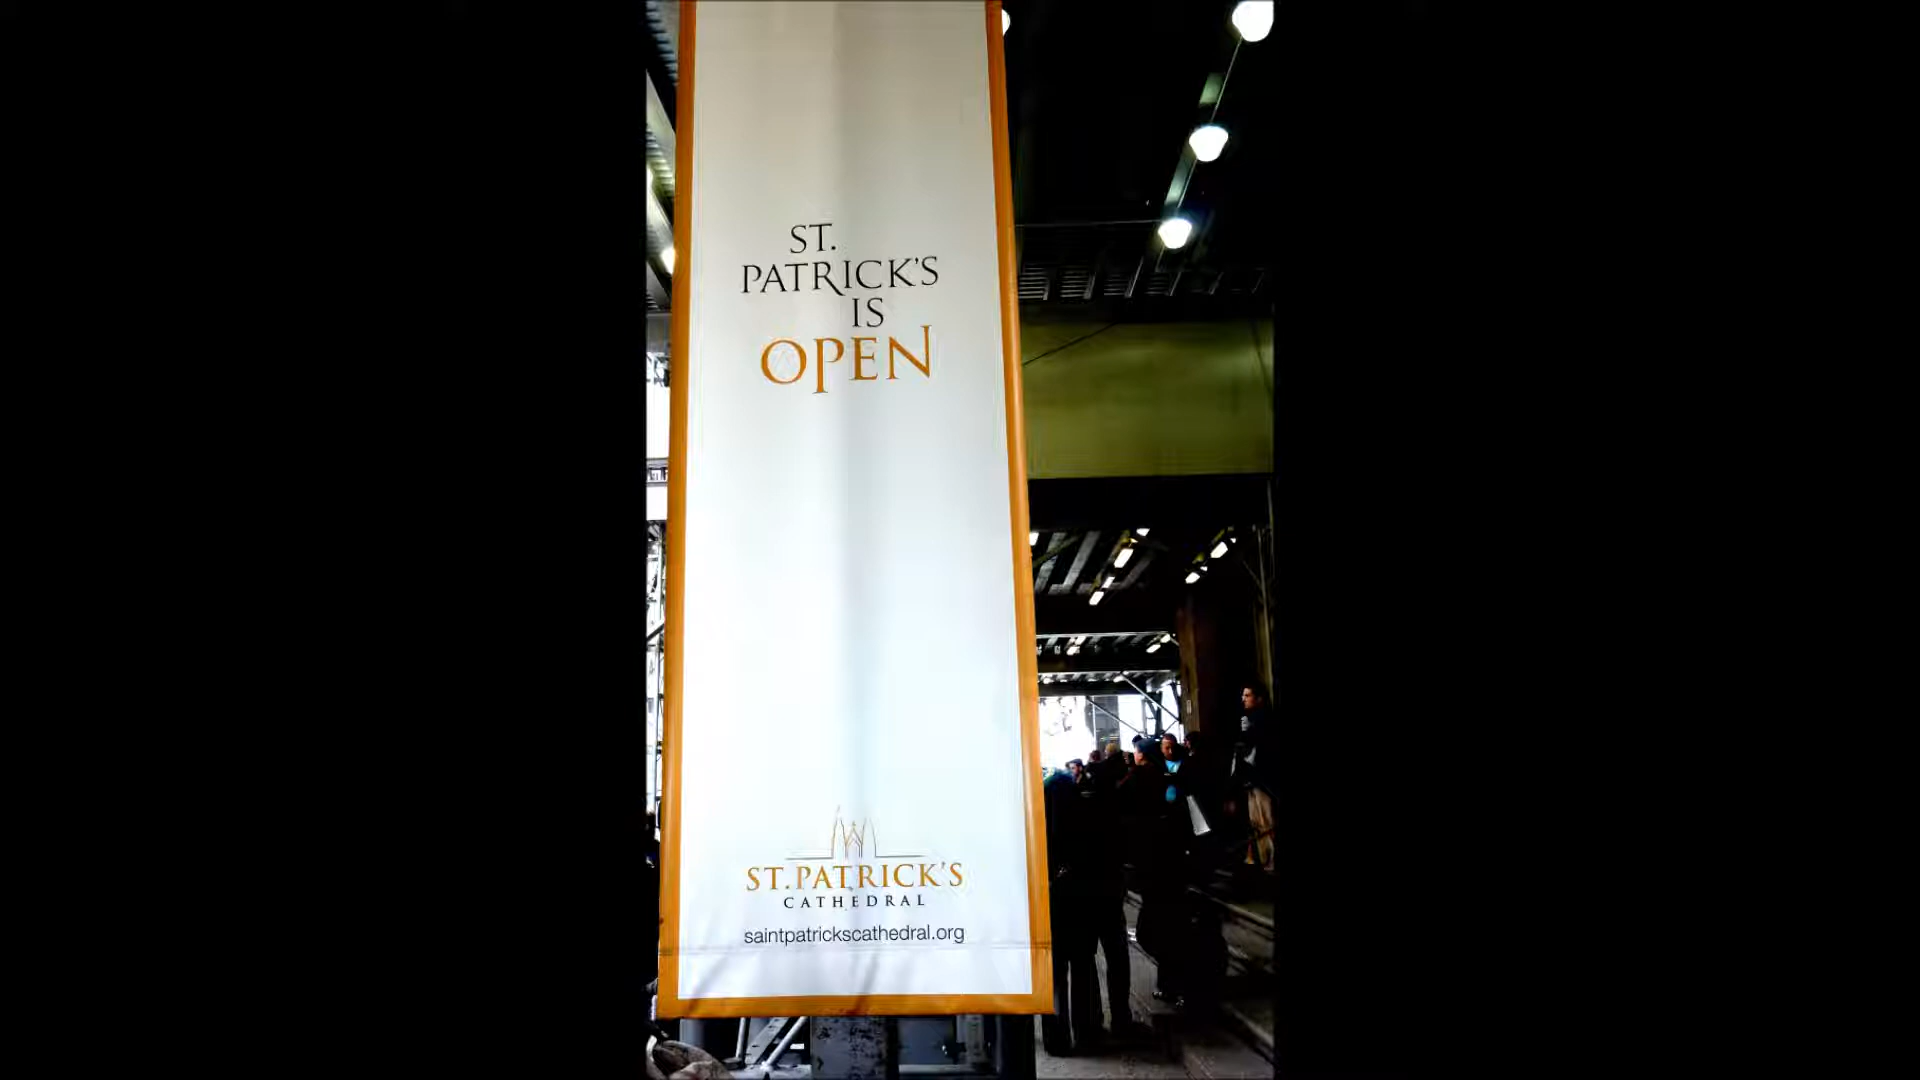 ST.
PATRICK'S
IS
OPEN
ST. PATRICK'S
CATHEDRAL
saintpatrickscathedral.org